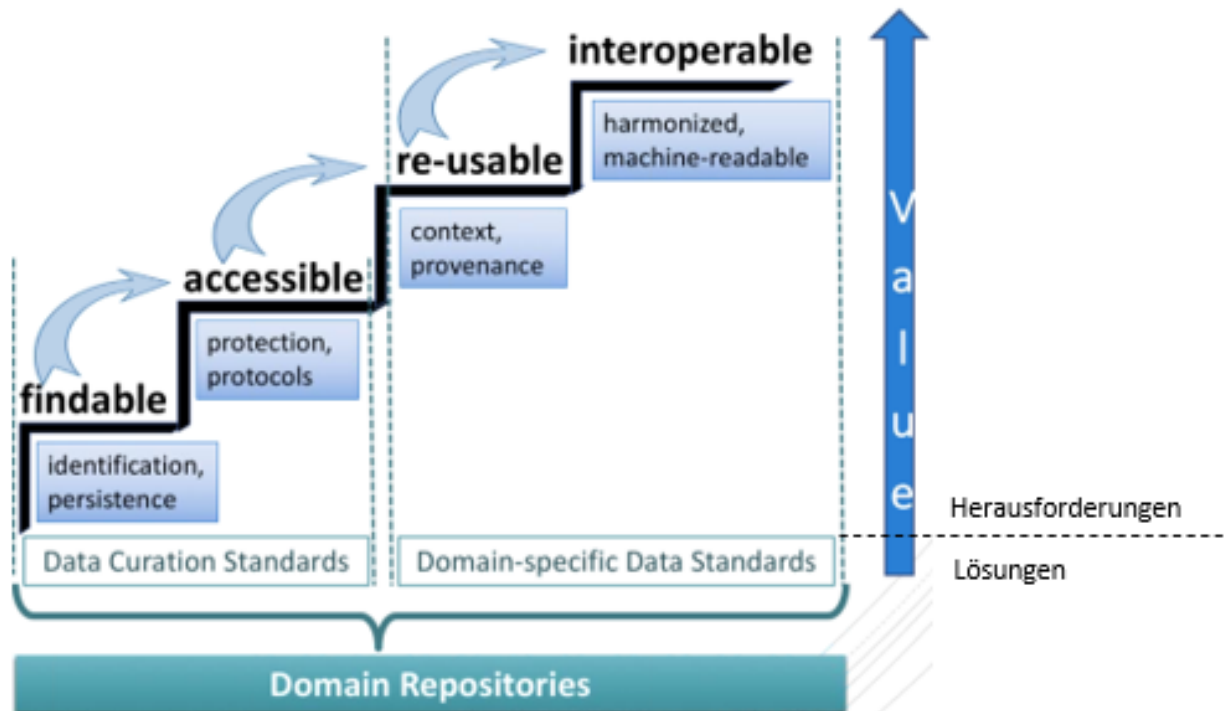 interoperable
harmonized,
machine-readable
re-usable
context,
provenance
accessible
protection,
protocols
findable
identification,
persistence
Value
Herausforderungen
Lösungen
Data Curation Standards
Domain-specific Data Standards
Domain Repositories